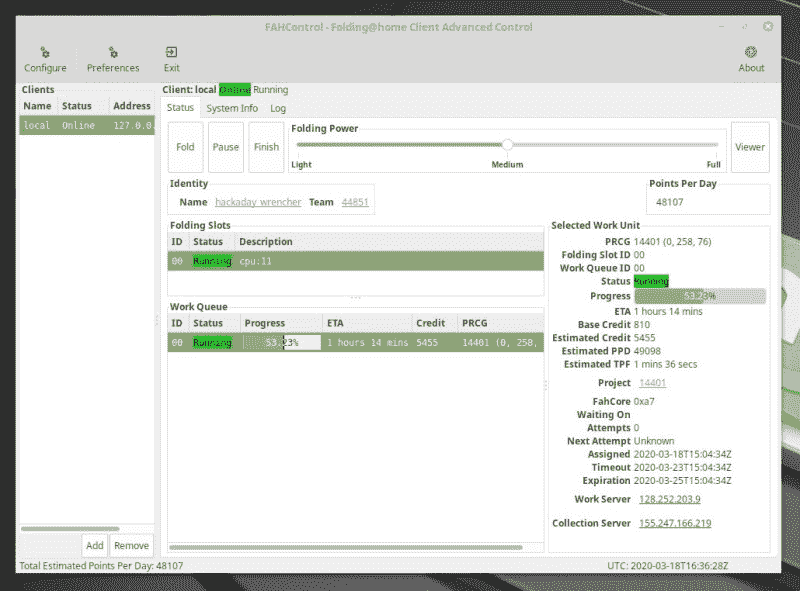 FAHControl - Folding@home Client Advanced Control
Configure Preferences Exit About
Clients
Name Status Address
local Online 127.0.0.
Add Remove
Client: local Online Running
Status System Info Log
Fold Pause Finish
Folding Power
Light Medium Full
Viewer
Identity
Name hackaday_wrencher Team 44851
Points Per Day
48107
Folding Slots
ID Status Description
00 Running cpu:11
Work Queue
ID Status Progress ETA Credit PRCG
00 Running 53.23% 1 hours 14 mins 5455 14401 (0, 258,
Selected Work Unit
PRCG 14401 (0, 258, 76)
Folding Slot ID 00
Work Queue ID 00
Status Running
Progress 53.23%
ETA 1 hours 14 mins
Base Credit 810
Estimated Credit 5455
Estimated PPD 49098
Estimated TPF 1 mins 36 secs
Project 14401
FahCore 0xa7
Waiting On
Attempts 0
Next Attempt Unknown
Assigned 2020-03-18T15:04:34Z
Timeout 2020-03-23T15:04:34Z
Expiration 2020-03-25T15:04:34Z
Work Server 128.252.203.9
Collection Server 155.247.166.219
Total Estimated Points Per Day: 48107
UTC: 2020-03-18T16:36:28Z